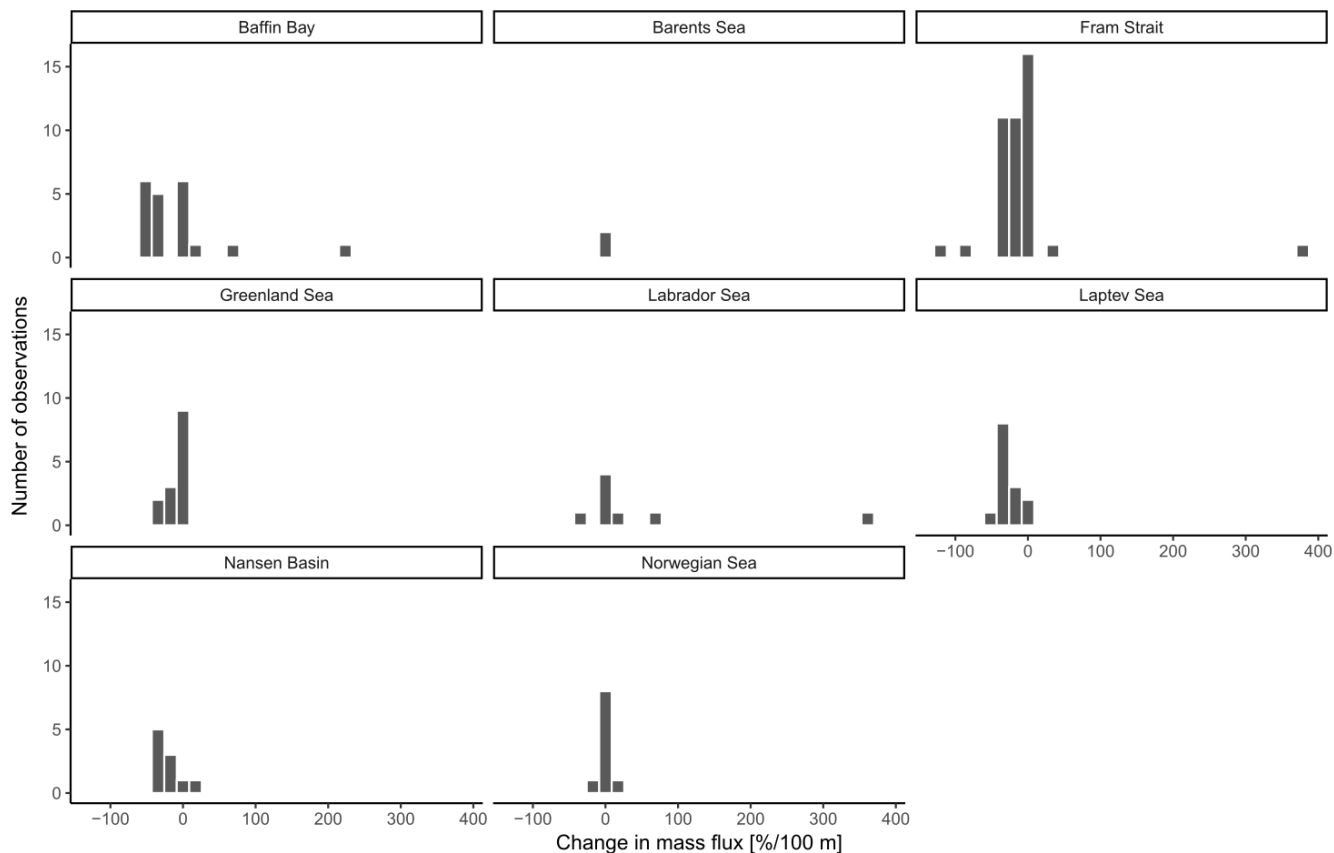 Baffin Bay
Barents Sea
Fram Strait
15
10
5
0
Greenland Sea
Labrador Sea
Laptev Sea
15
10
5
0
−100 0 100 200 300 400
Nansen Basin
Norwegian Sea
15
10
5
0
−100 0 100 200 300 400
−100 0 100 200 300 400
Number of observations
Change in mass flux [%/100 m]